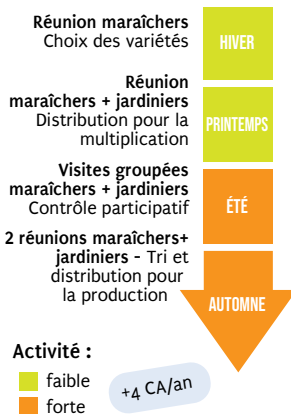 Réunion maraîchers
Choix des variétés
HIVER
Réunion
maraîchers + jardiniers
Distribution pour la
multiplication
PRINTEMPS
Visites groupées
maraîchers + jardiniers
Contrôle participatif
ÉTÉ
2 réunions maraîchers+
jardiniers - Tri et
distribution pour
la production
AUTOMNE
Activité :
faible
forte
+4 CA/an